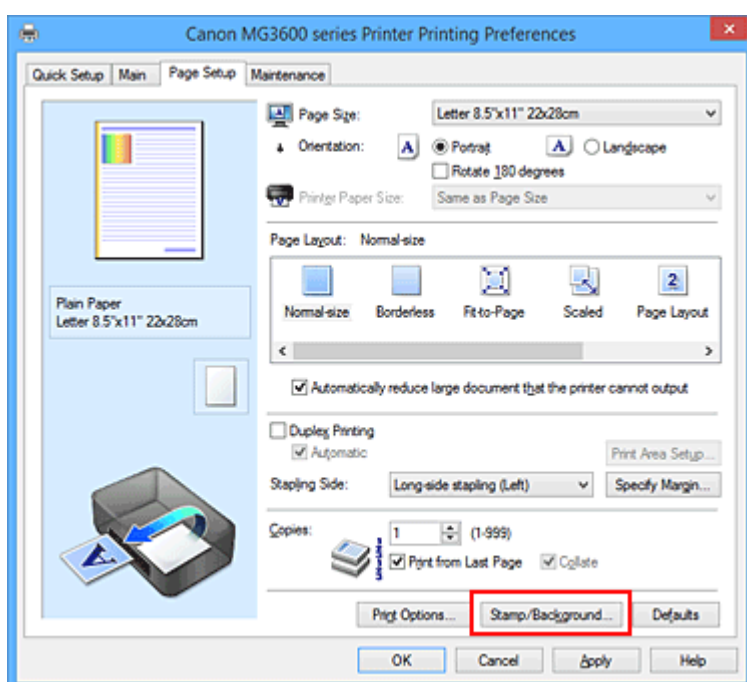 Canon MG3600 series Printer Printing Preferences
Quick Setup Main Page Setup Maintenance
Page Size: Letter 8.5"x11" 22x28cm
Orientation: A Portrait A Landscape
Rotate 180 degrees
Printer Paper Size: Same as Page Size
Page Layout: Normal-size
2
Normal-size Borderless Fit-to-Page Scaled Page Layout
Plain Paper
Letter 8.5"x11" 22x28cm
Automatically reduce large document that the printer cannot output
Duplex Printing
Automatic Print Area Setup...
Stapling Side: Long-side stapling (Left) Specify Margin...
Copies: 1 (1-999)
Print from Last Page Collate
A
Print Options... Stamp/Background... Defaults
OK Cancel Apply Help